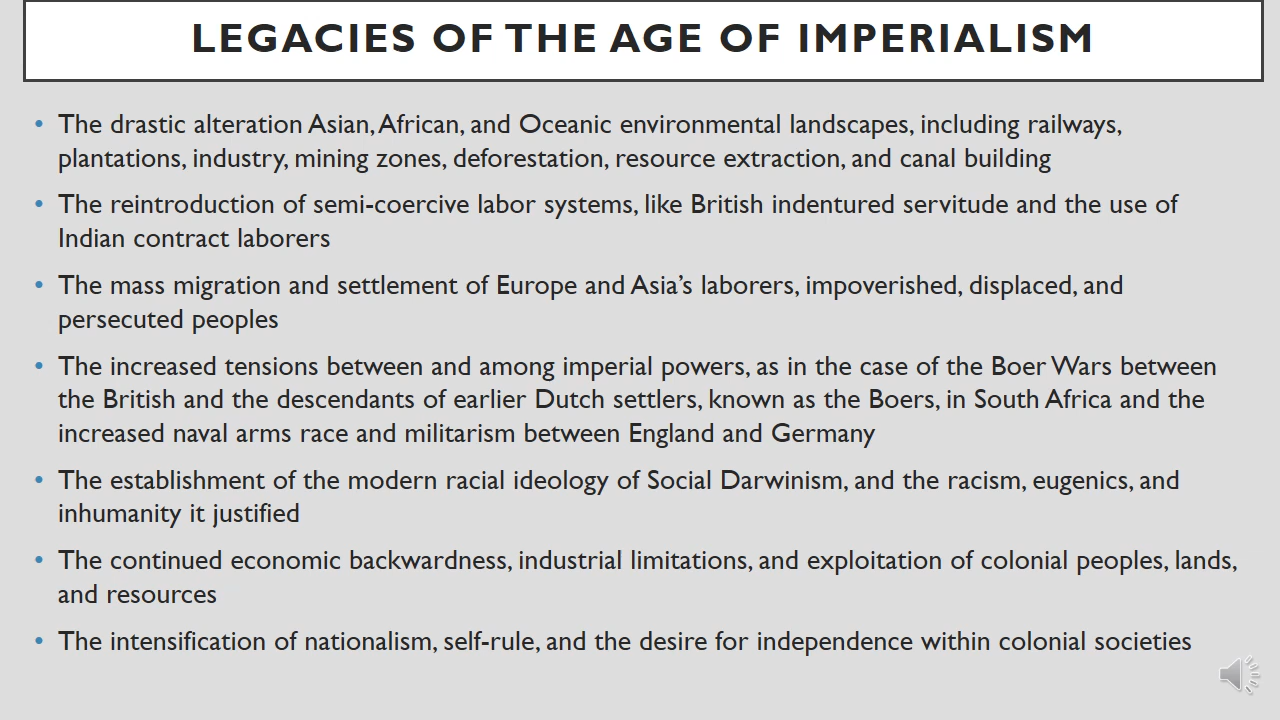 LEGACIES OF THE AGE OF IMPERIALISM
• The drastic alteration Asian, African, and Oceanic environmental landscapes, including railways,
plantations, industry, mining zones, deforestation, resource extraction, and canal building
• The reintroduction of semi-coercive labor systems, like British indentured servitude and the use of
Indian contract laborers
• The mass migration and settlement of Europe and Asia's laborers, impoverished, displaced, and
persecuted peoples
• The increased tensions between and among imperial powers, as in the case of the Boer Wars between
the British and the descendants of earlier Dutch settlers, known as the Boers, in South Africa and the
increased naval arms race and militarism between England and Germany
• The establishment of the modern racial ideology of Social Darwinism, and the racism, eugenics, and
inhumanity it justified
• The continued economic backwardness, industrial limitations, and exploitation of colonial peoples, lands,
and resources
• The intensification of nationalism, self-rule, and the desire for independence within colonial societies